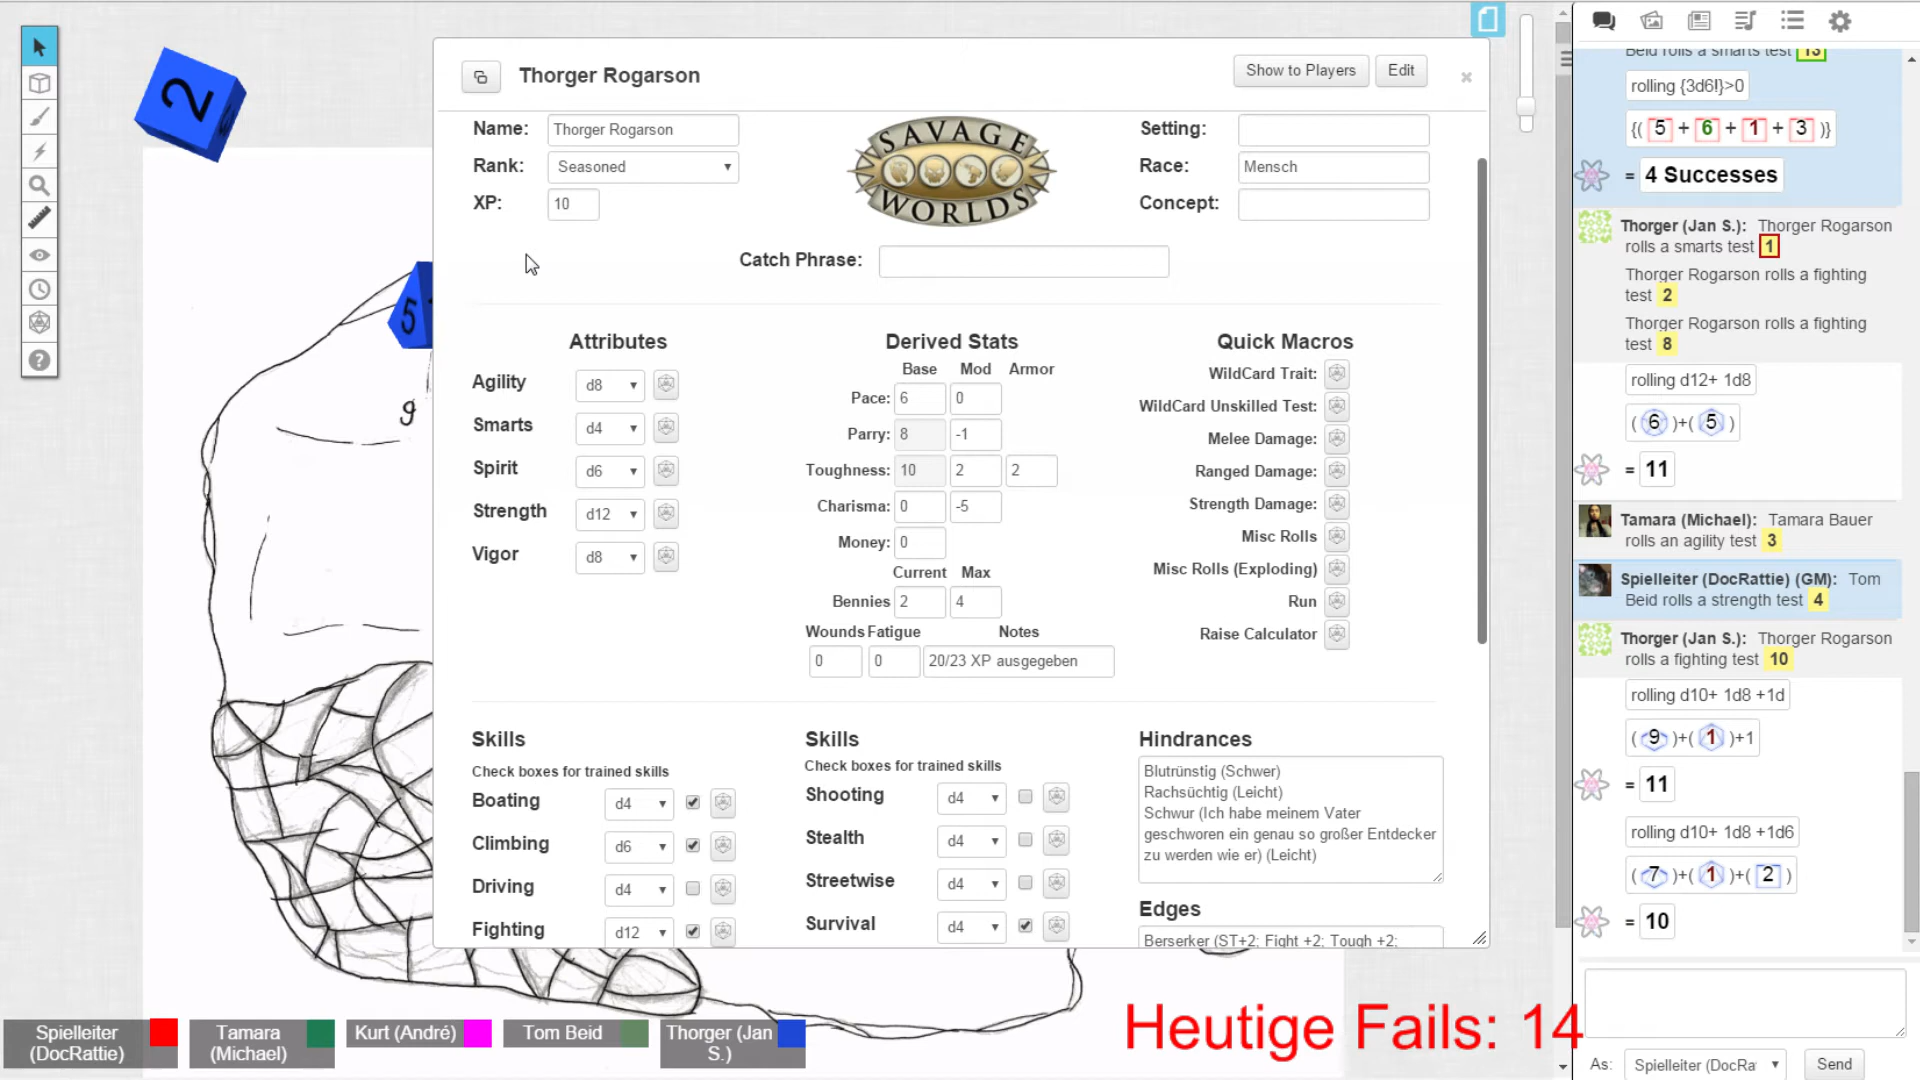 2
5
g
Thorger Rogarson
Show to Players
Edit
×
Name: Thorger Rogarson
Rank: Seasoned
XP: 10
SAVAGE
WORLDS
Setting:
Race: Mensch
Concept:
Catch Phrase:
Attributes
Agility d8
Smarts d4
Spirit d6
Strength d12
Vigor d8
Derived Stats
Base Mod Armor
Pace: 6 0
Parry: 8 -1
Toughness: 10 2 2
Charisma: 0 -5
Money: 0
Current Max
Bennies 2 4
Wounds Fatigue Notes
0 0 20/23 XP ausgegeben
Quick Macros
WildCard Trait:
WildCard Unskilled Test:
Melee Damage:
Ranged Damage:
Strength Damage:
Misc Rolls
Misc Rolls (Exploding)
Run
Raise Calculator
Skills
Check boxes for trained skills
Boating d4
Climbing d6
Driving d4
Fighting d12
Skills
Check boxes for trained skills
Shooting d4
Stealth d4
Streetwise d4
Survival d4
Hindrances
Blutrünstig (Schwer)
Rachsüchtig (Leicht)
Schwur (Ich habe meinem Vater
geschworen ein genau so großer Entdecker
zu werden wie er) (Leicht)
Edges
Berserker (ST+2; Fight +2; Tough +2;
Beid rolls a smarts test 13
rolling {3d6!}>0
{( 5 + 6 + 1 + 3 )}
= 4 Successes
Thorger (Jan S.): Thorger Rogarson
rolls a smarts test 1
Thorger Rogarson rolls a fighting
test 2
Thorger Rogarson rolls a fighting
test 8
rolling d12+ 1d8
( 6 )+( 5 )
= 11
Tamara (Michael): Tamara Bauer
rolls an agility test 3
Spielleiter (DocRattie) (GM): Tom
Beid rolls a strength test 4
Thorger (Jan S.): Thorger Rogarson
rolls a fighting test 10
rolling d10+ 1d8 +1d
( 9 )+( 1 )+1
= 11
rolling d10+ 1d8 +1d6
( 7 )+( 1 )+( 2 )
= 10
As: Spielleiter (DocRa
Send
Spielleiter
(DocRattie)
Tamara
(Michael)
Kurt (André)
Tom Beid
Thorger (Jan
S.)
Heutige Fails: 14